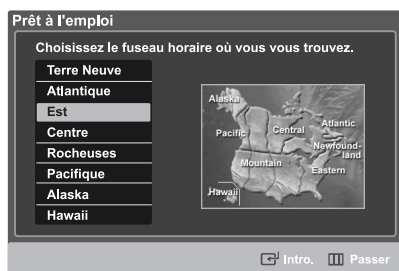 Prêt à l'emploi
Choisissez le fuseau horaire où vous vous trouvez.
Terre Neuve
Atlantique
Est
Centre
Rocheuses
Pacifique
Alaska
Hawaii
Alaska
Pacific
Central
Atlantic
Newfound-
land
Mountain
Eastern
Hawaii
Intro.
Passer